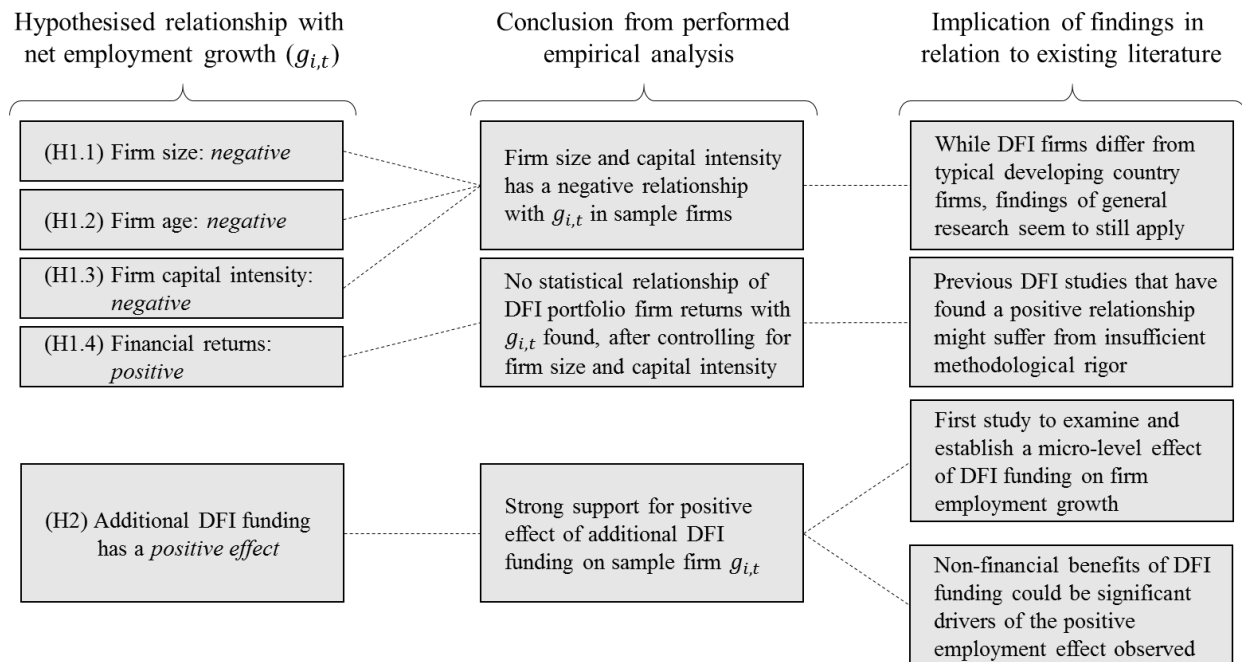 Hypothesised relationship with
net employment growth (g_{i,t})
Conclusion from performed
empirical analysis
Implication of findings in
relation to existing literature
(H1.1) Firm size: negative
(H1.2) Firm age: negative
(H1.3) Firm capital intensity:
negative
(H1.4) Financial returns:
positive
Firm size and capital intensity
has a negative relationship
with g_{i,t} in sample firms
No statistical relationship of
DFI portfolio firm returns with
g_{i,t} found, after controlling for
firm size and capital intensity
While DFI firms differ from
typical developing country
firms, findings of general
research seem to still apply
Previous DFI studies that have
found a positive relationship
might suffer from insufficient
methodological rigor
(H2) Additional DFI funding
has a positive effect
Strong support for positive
effect of additional DFI
funding on sample firm g_{i,t}
First study to examine and
establish a micro-level effect
of DFI funding on firm
employment growth
Non-financial benefits of DFI
funding could be significant
drivers of the positive
employment effect observed